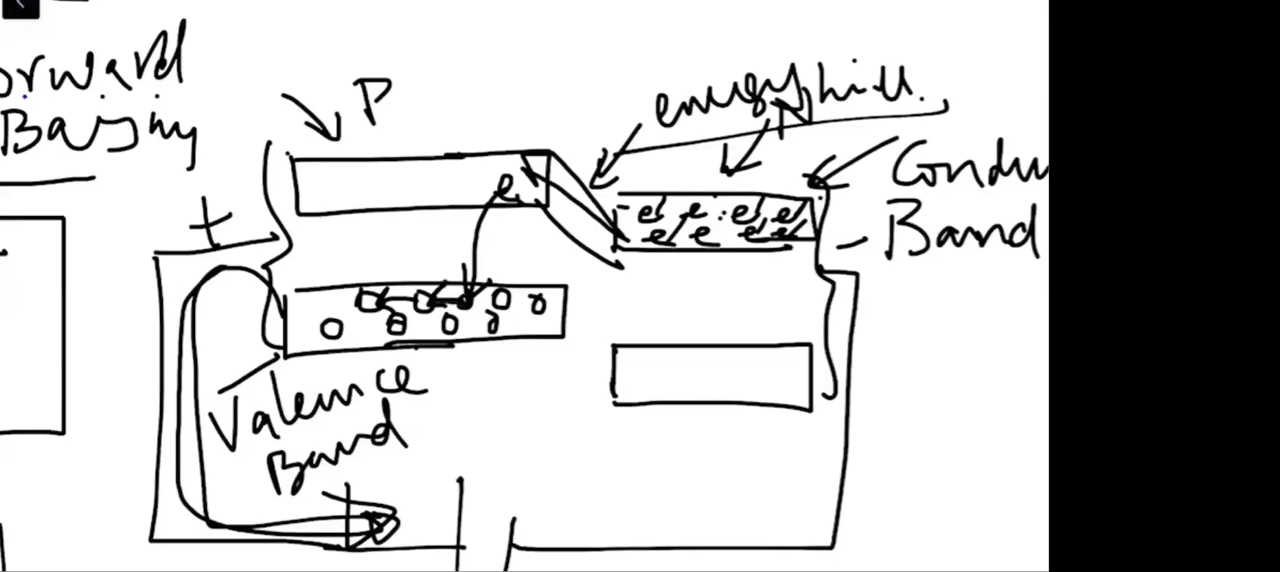 orward
Basing
P
N
energy hill.
Condu
Band
+
-
e
- e e e e
e e e e
Valence
Band